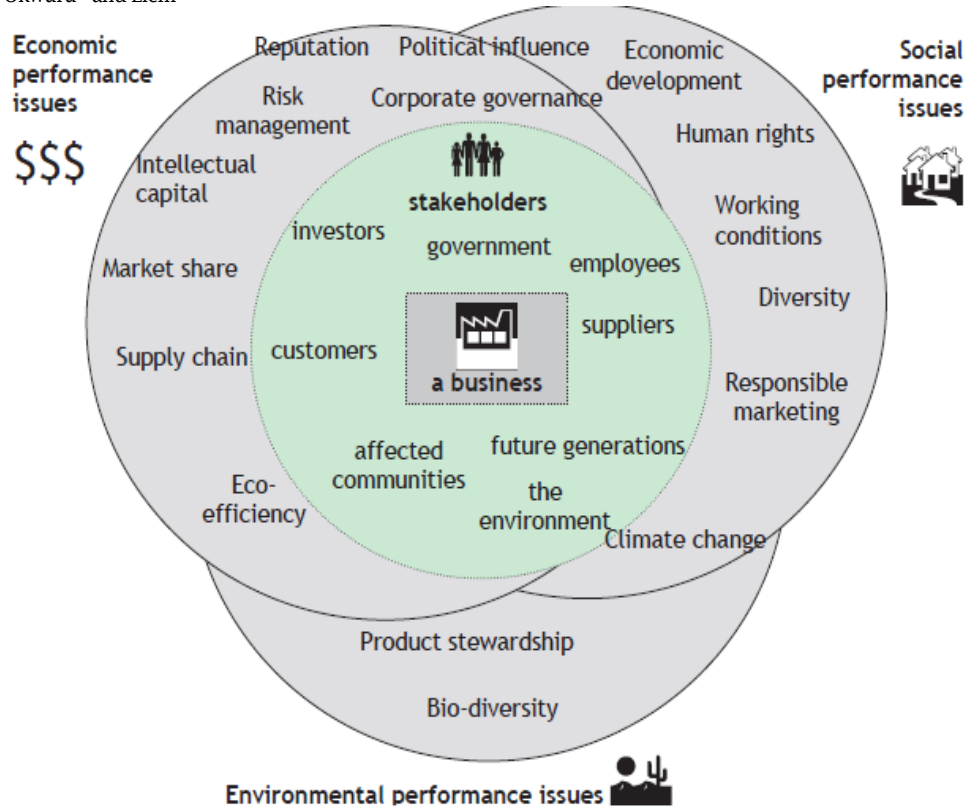 Economic
performance
issues
$$$
Reputation
Political influence
Economic
development
Social
performance
issues
Risk
management
Corporate governance
Human rights
Intellectual
capital
stakeholders
Working
conditions
investors
government
employees
Market share
Diversity
suppliers
Supply chain
customers
a business
Responsible
marketing
affected
communities
future generations
Eco-
efficiency
the
environment
Climate change
Product stewardship
Bio-diversity
Environmental performance issues